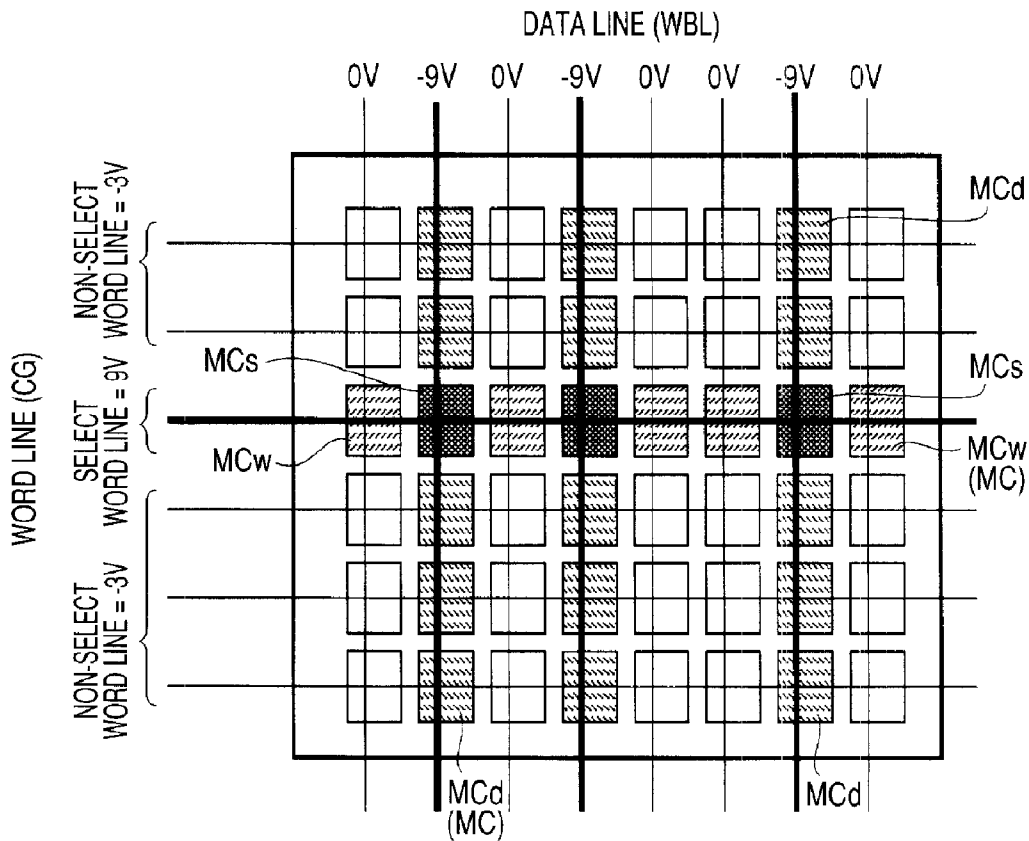 DATA LINE (WBL)
0V -9V 0V -9V 0V 0V -9V 0V
WORD LINE (CG)
NON-SELECT
WORD LINE = -3V
SELECT
WORD LINE = 9V
NON-SELECT
WORD LINE = -3V
MCd
MCs
MCs
MCw
MCw
(MC)
MCd
(MC)
MCd